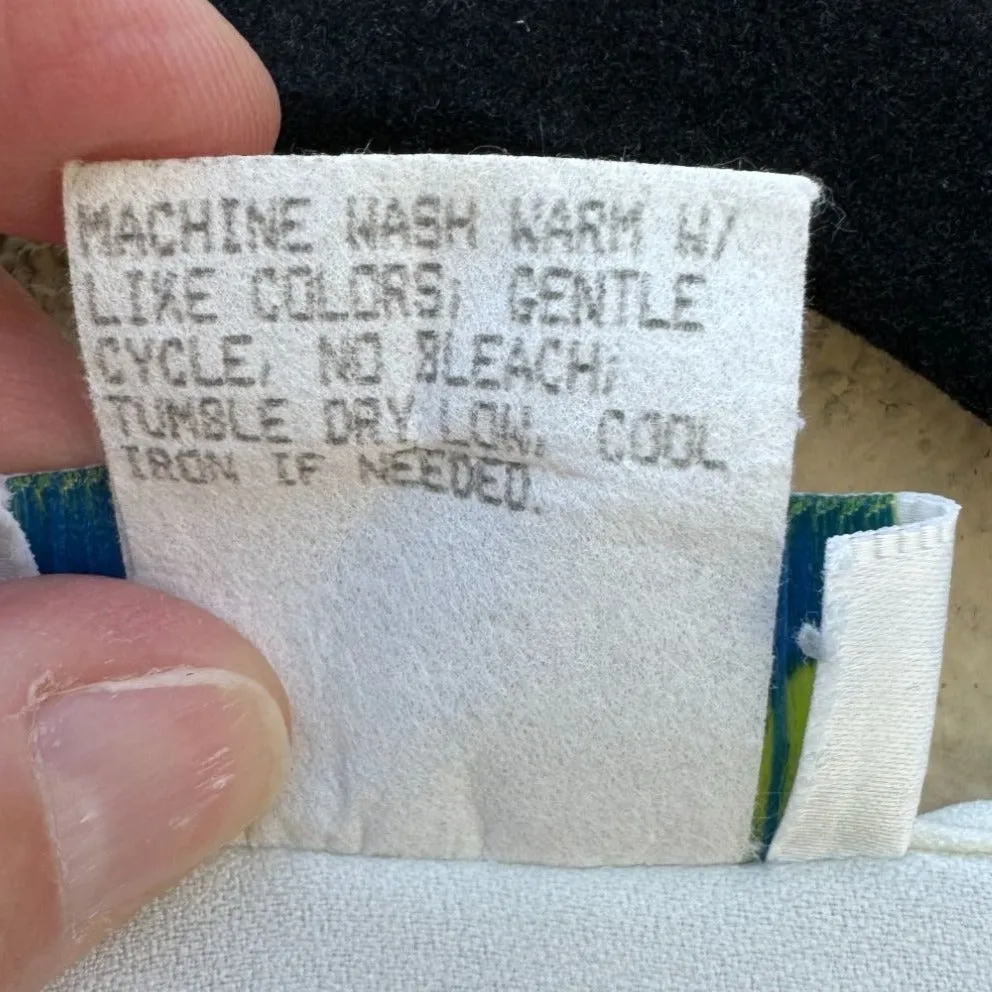 MACHINE WASH WARM W/
LIKE COLORS, GENTLE
CYCLE, NO BLEACH,
TUMBLE DRY LOW, COOL
IRON IF NEEDED.